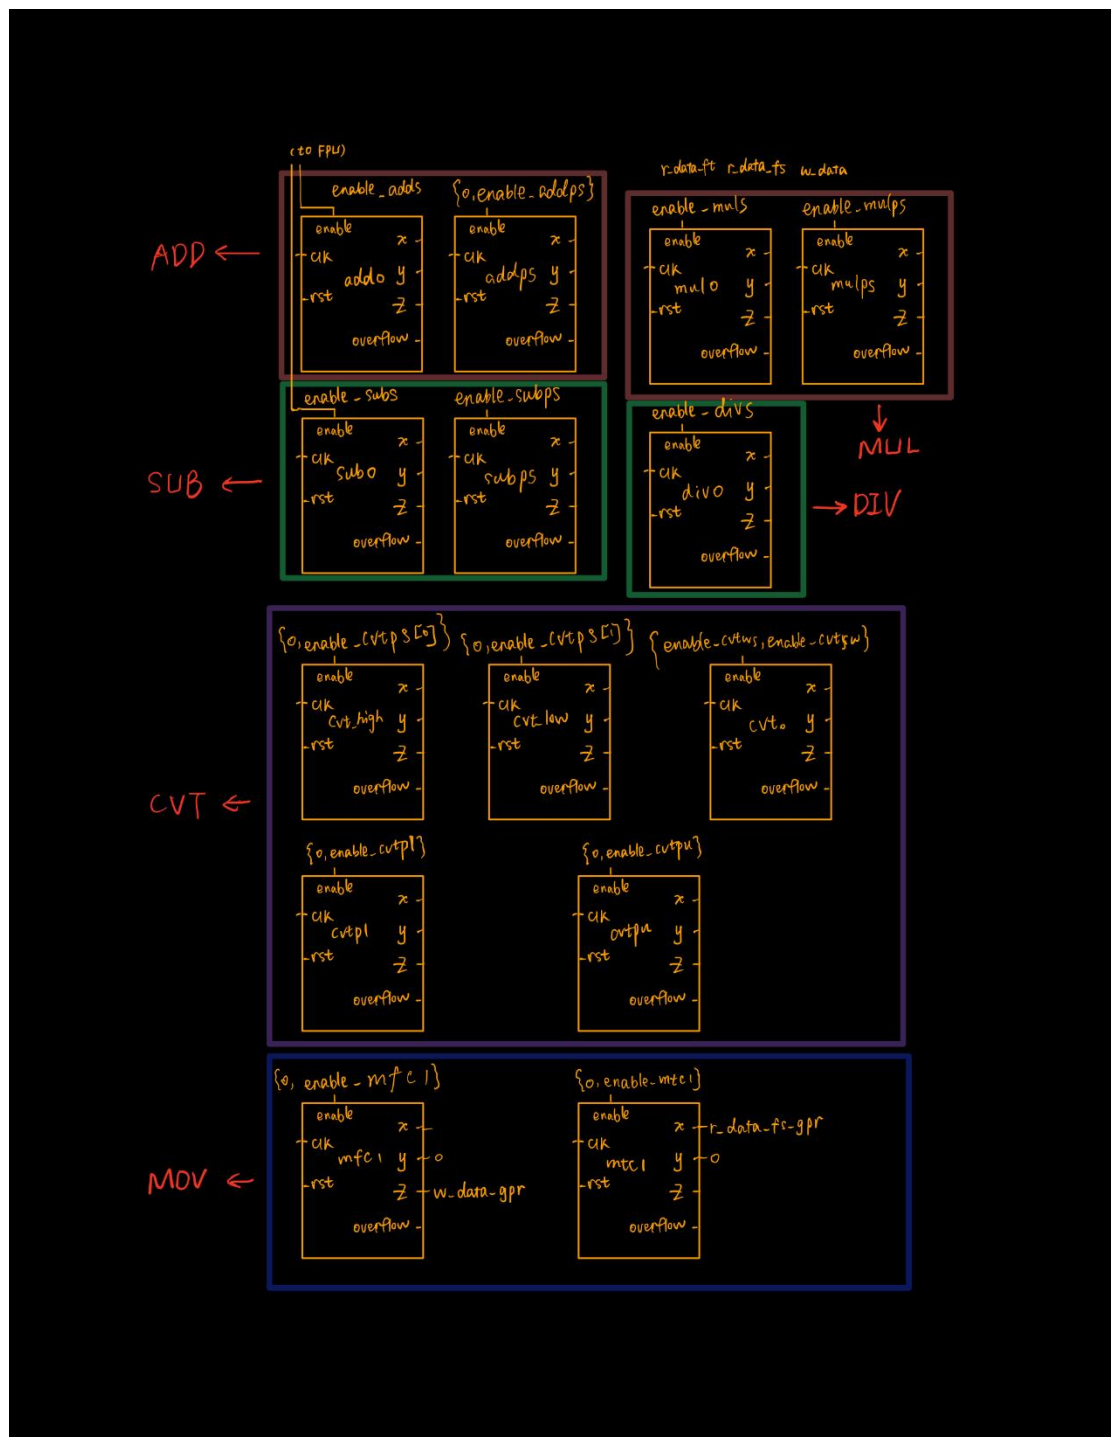 (to FPU)
r_data_ft r_data_fs w_data
enable_adds {0,enable_addps}
enable_muls enable_mulps
enable
x
clk
add0 y
rst
z
overflow
enable
x
clk
addps y
rst
z
overflow
ADD
enable
x
clk
mul0 y
rst
z
overflow
enable
x
clk
mulps y
rst
z
overflow
MUL
enable_subs enable_subps
enable
x
clk
sub0 y
rst
z
overflow
enable
x
clk
subps y
rst
z
overflow
SUB
enable_divs
enable
x
clk
div0 y
rst
z
overflow
DIV
{0,enable_cvtps[0]} {0,enable_cvtps[1]} {enable_cvtws,enable_cvtsw}
enable
x
clk
cvt_high y
rst
z
overflow
enable
x
clk
cvt_low y
rst
z
overflow
enable
x
clk
cvt0 y
rst
z
overflow
CVT
{0,enable_cvtpl} {0,enable_cvtpu}
enable
x
clk
cvtpl y
rst
z
overflow
enable
x
clk
cvtpu y
rst
z
overflow
{0, enable_mfc1} {0,enable_mtc1}
enable
x
clk
mfc1 y 0
rst
z w_data_gpr
overflow
enable
x r_data_fs_gpr
clk
mtc1 y 0
rst
z
overflow
MOV